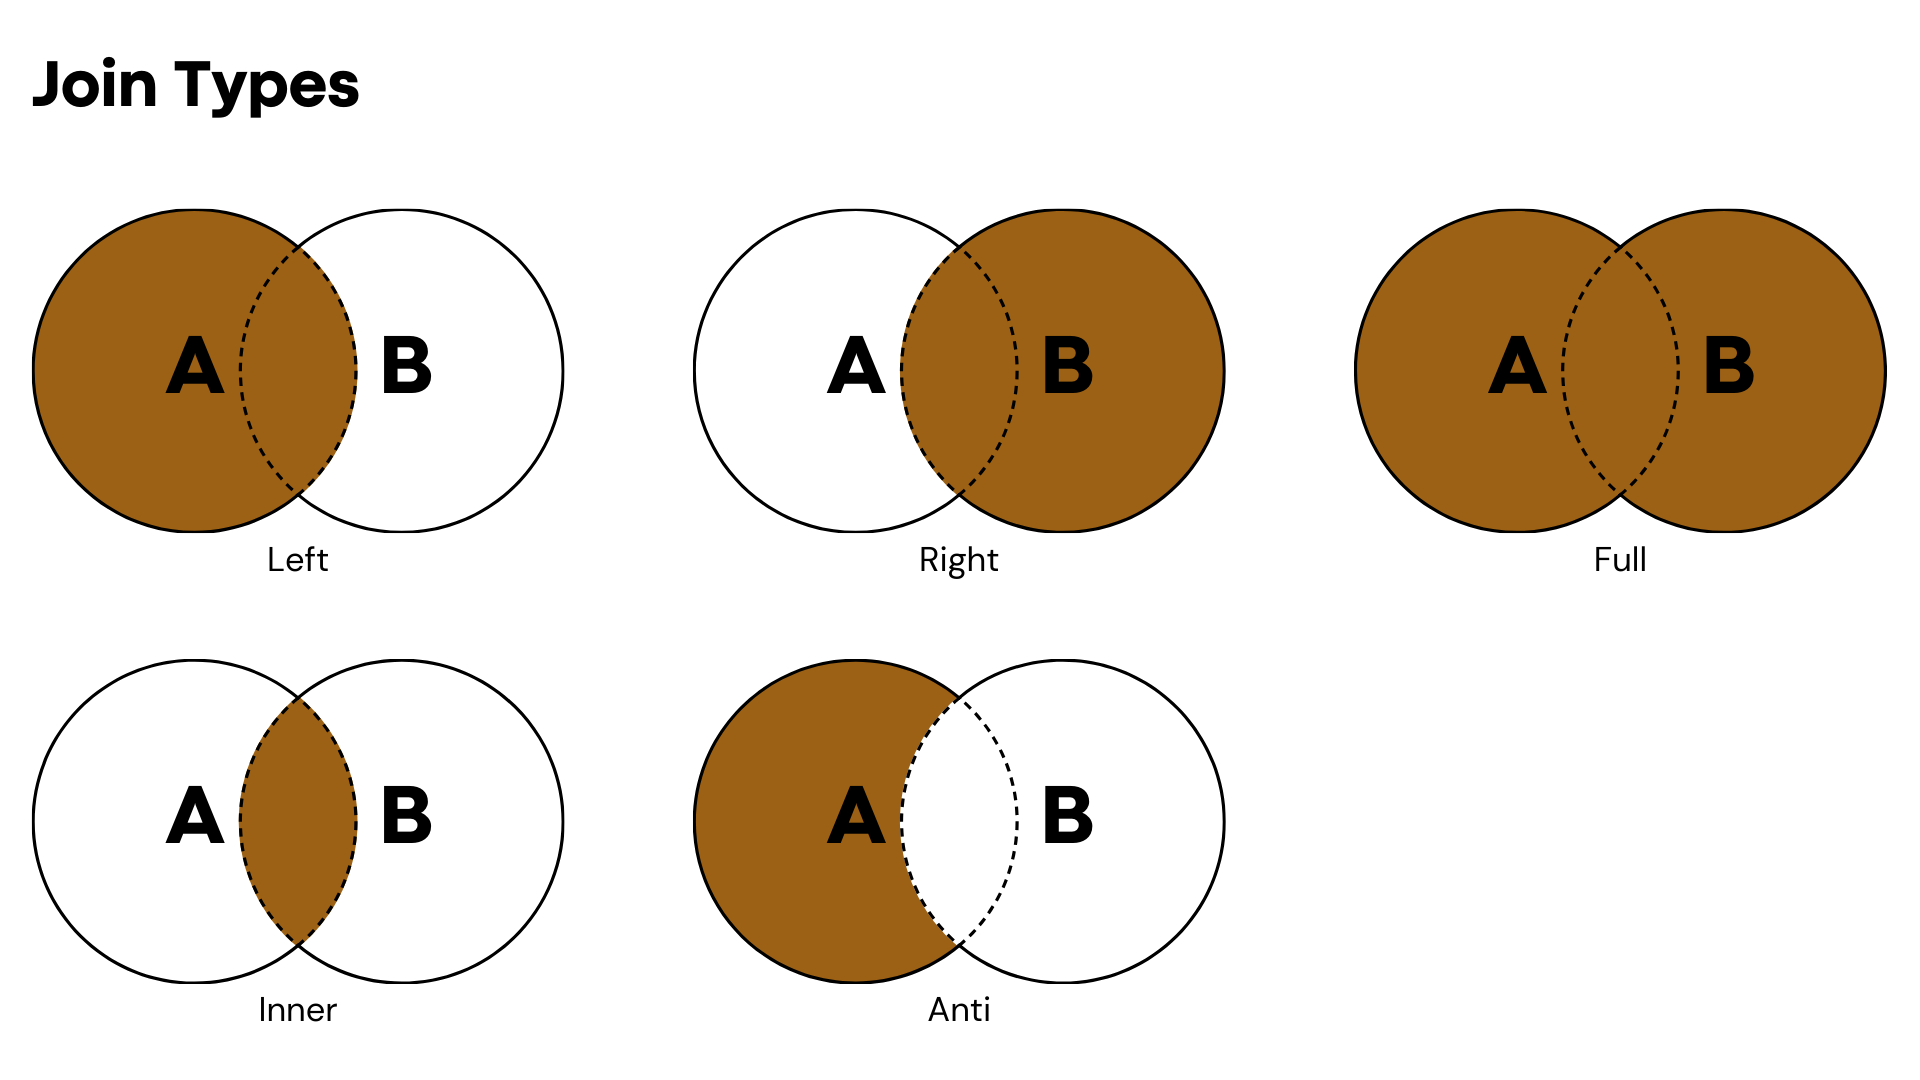 Join Types
A B
Left
A B
Right
A B
Full
A B
Inner
A B
Anti